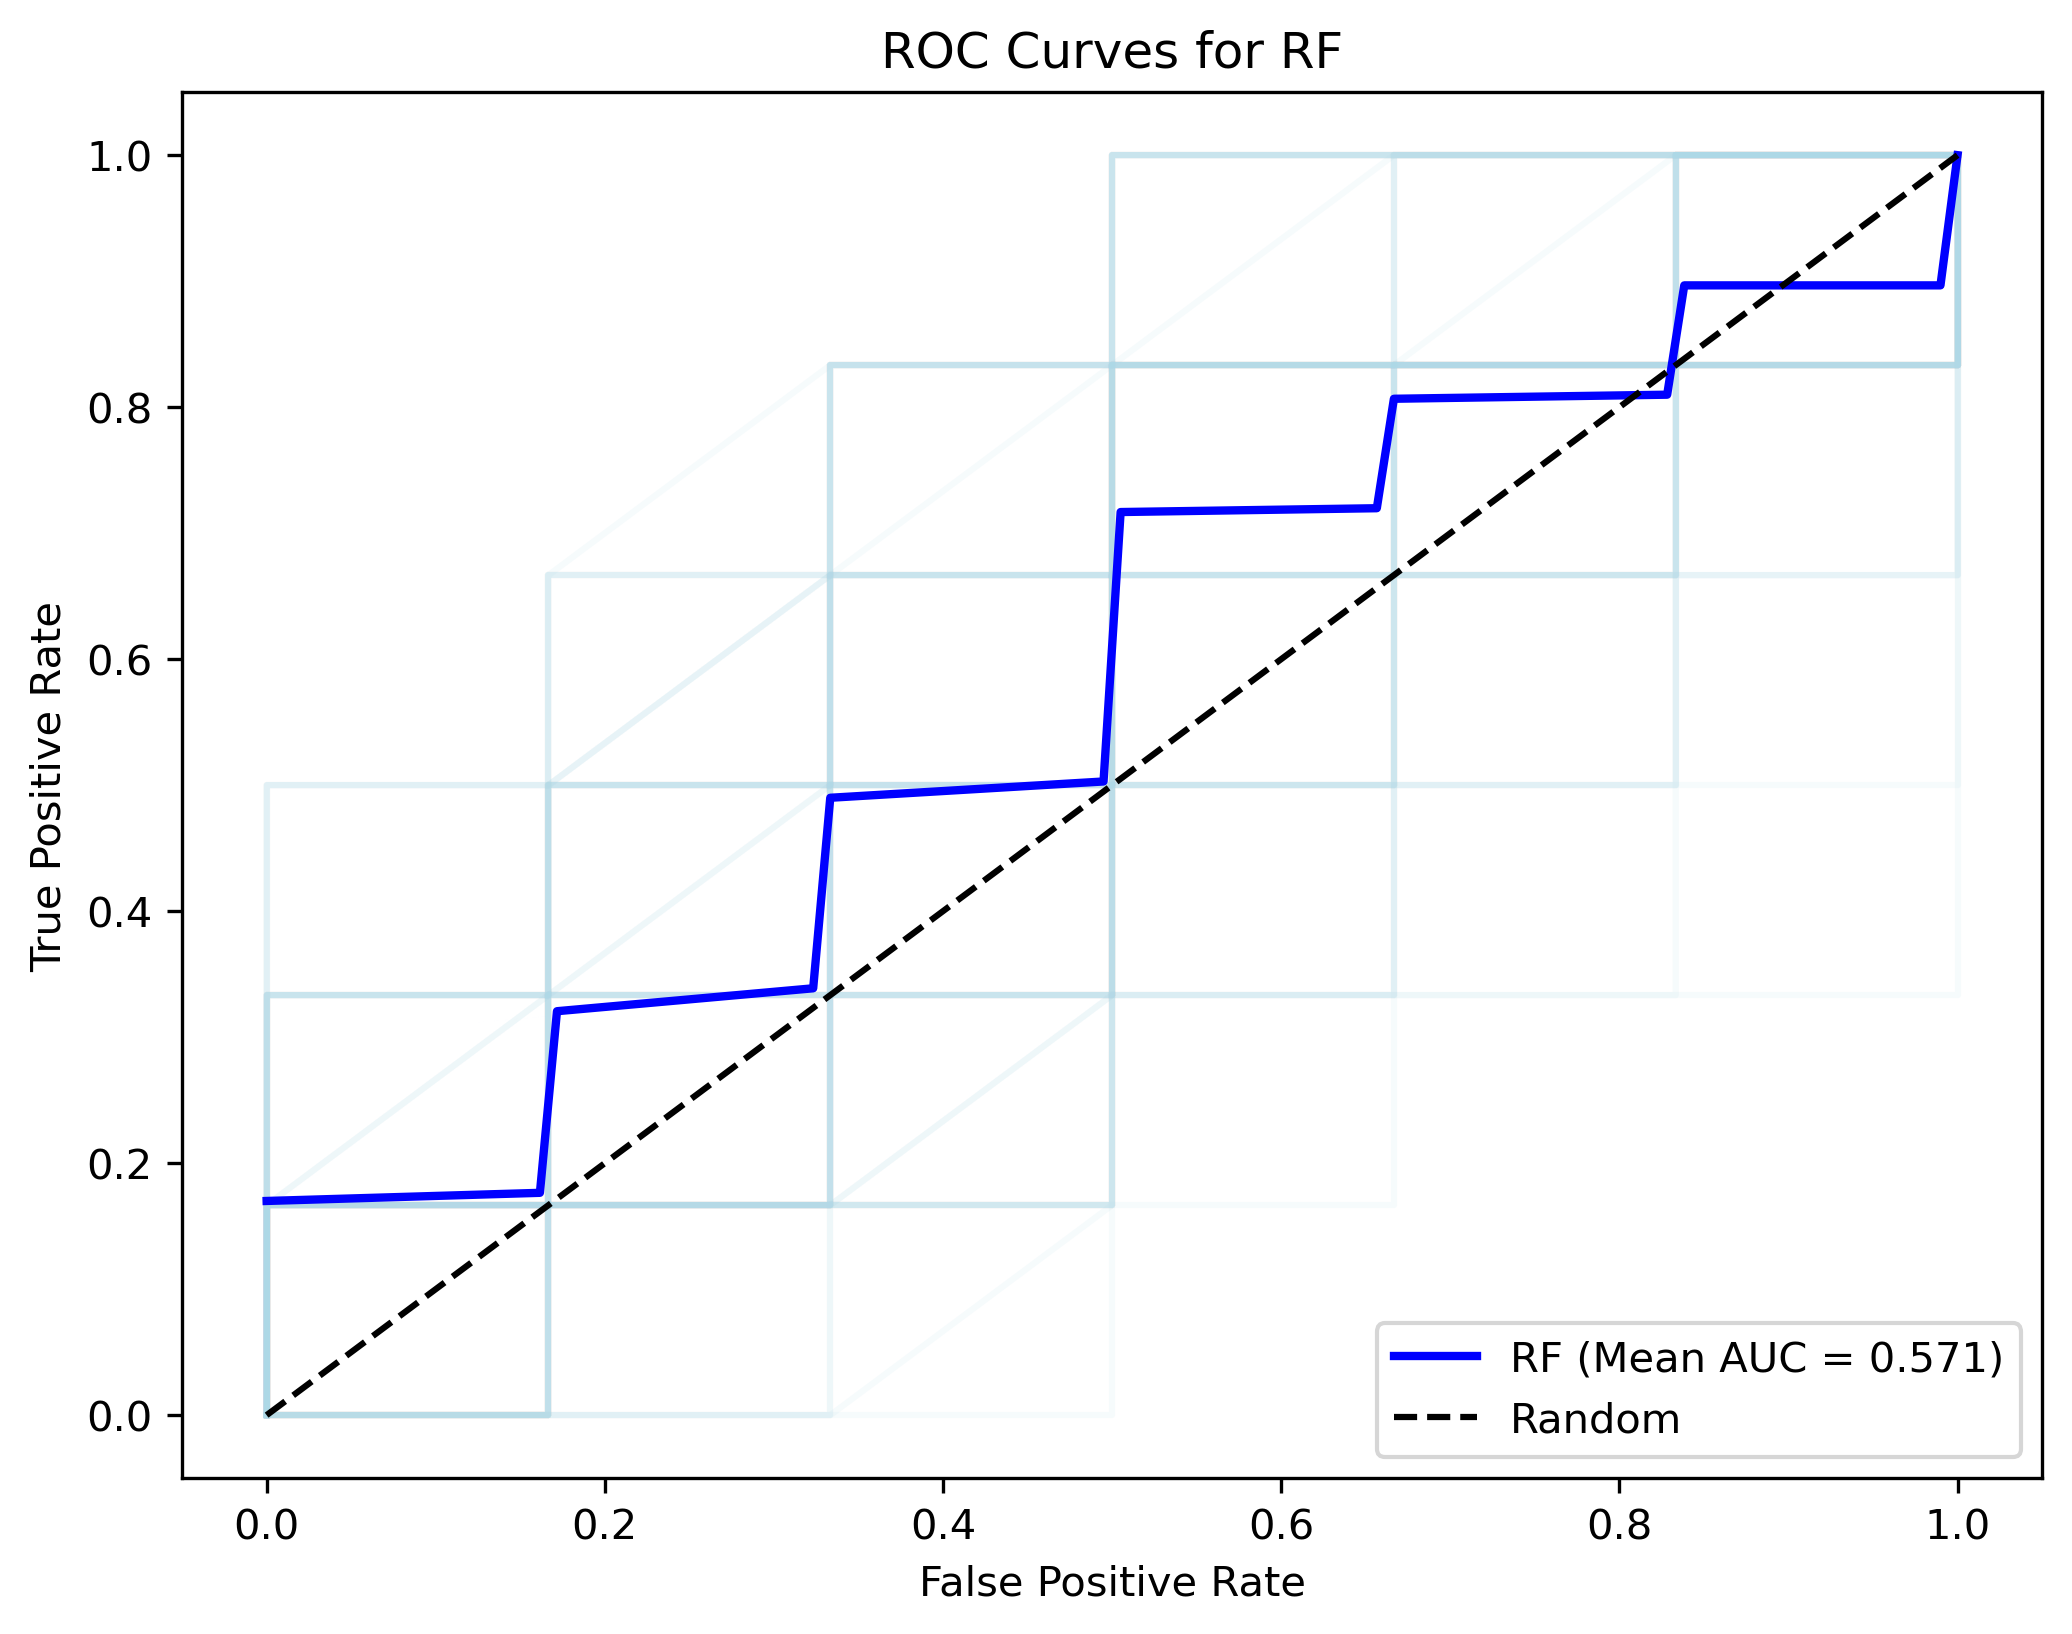 ROC Curves for RF
True Positive Rate
1.0
0.8
0.6
0.4
0.2
0.0
0.0 0.2 0.4 0.6 0.8 1.0
False Positive Rate
RF (Mean AUC = 0.571)
Random